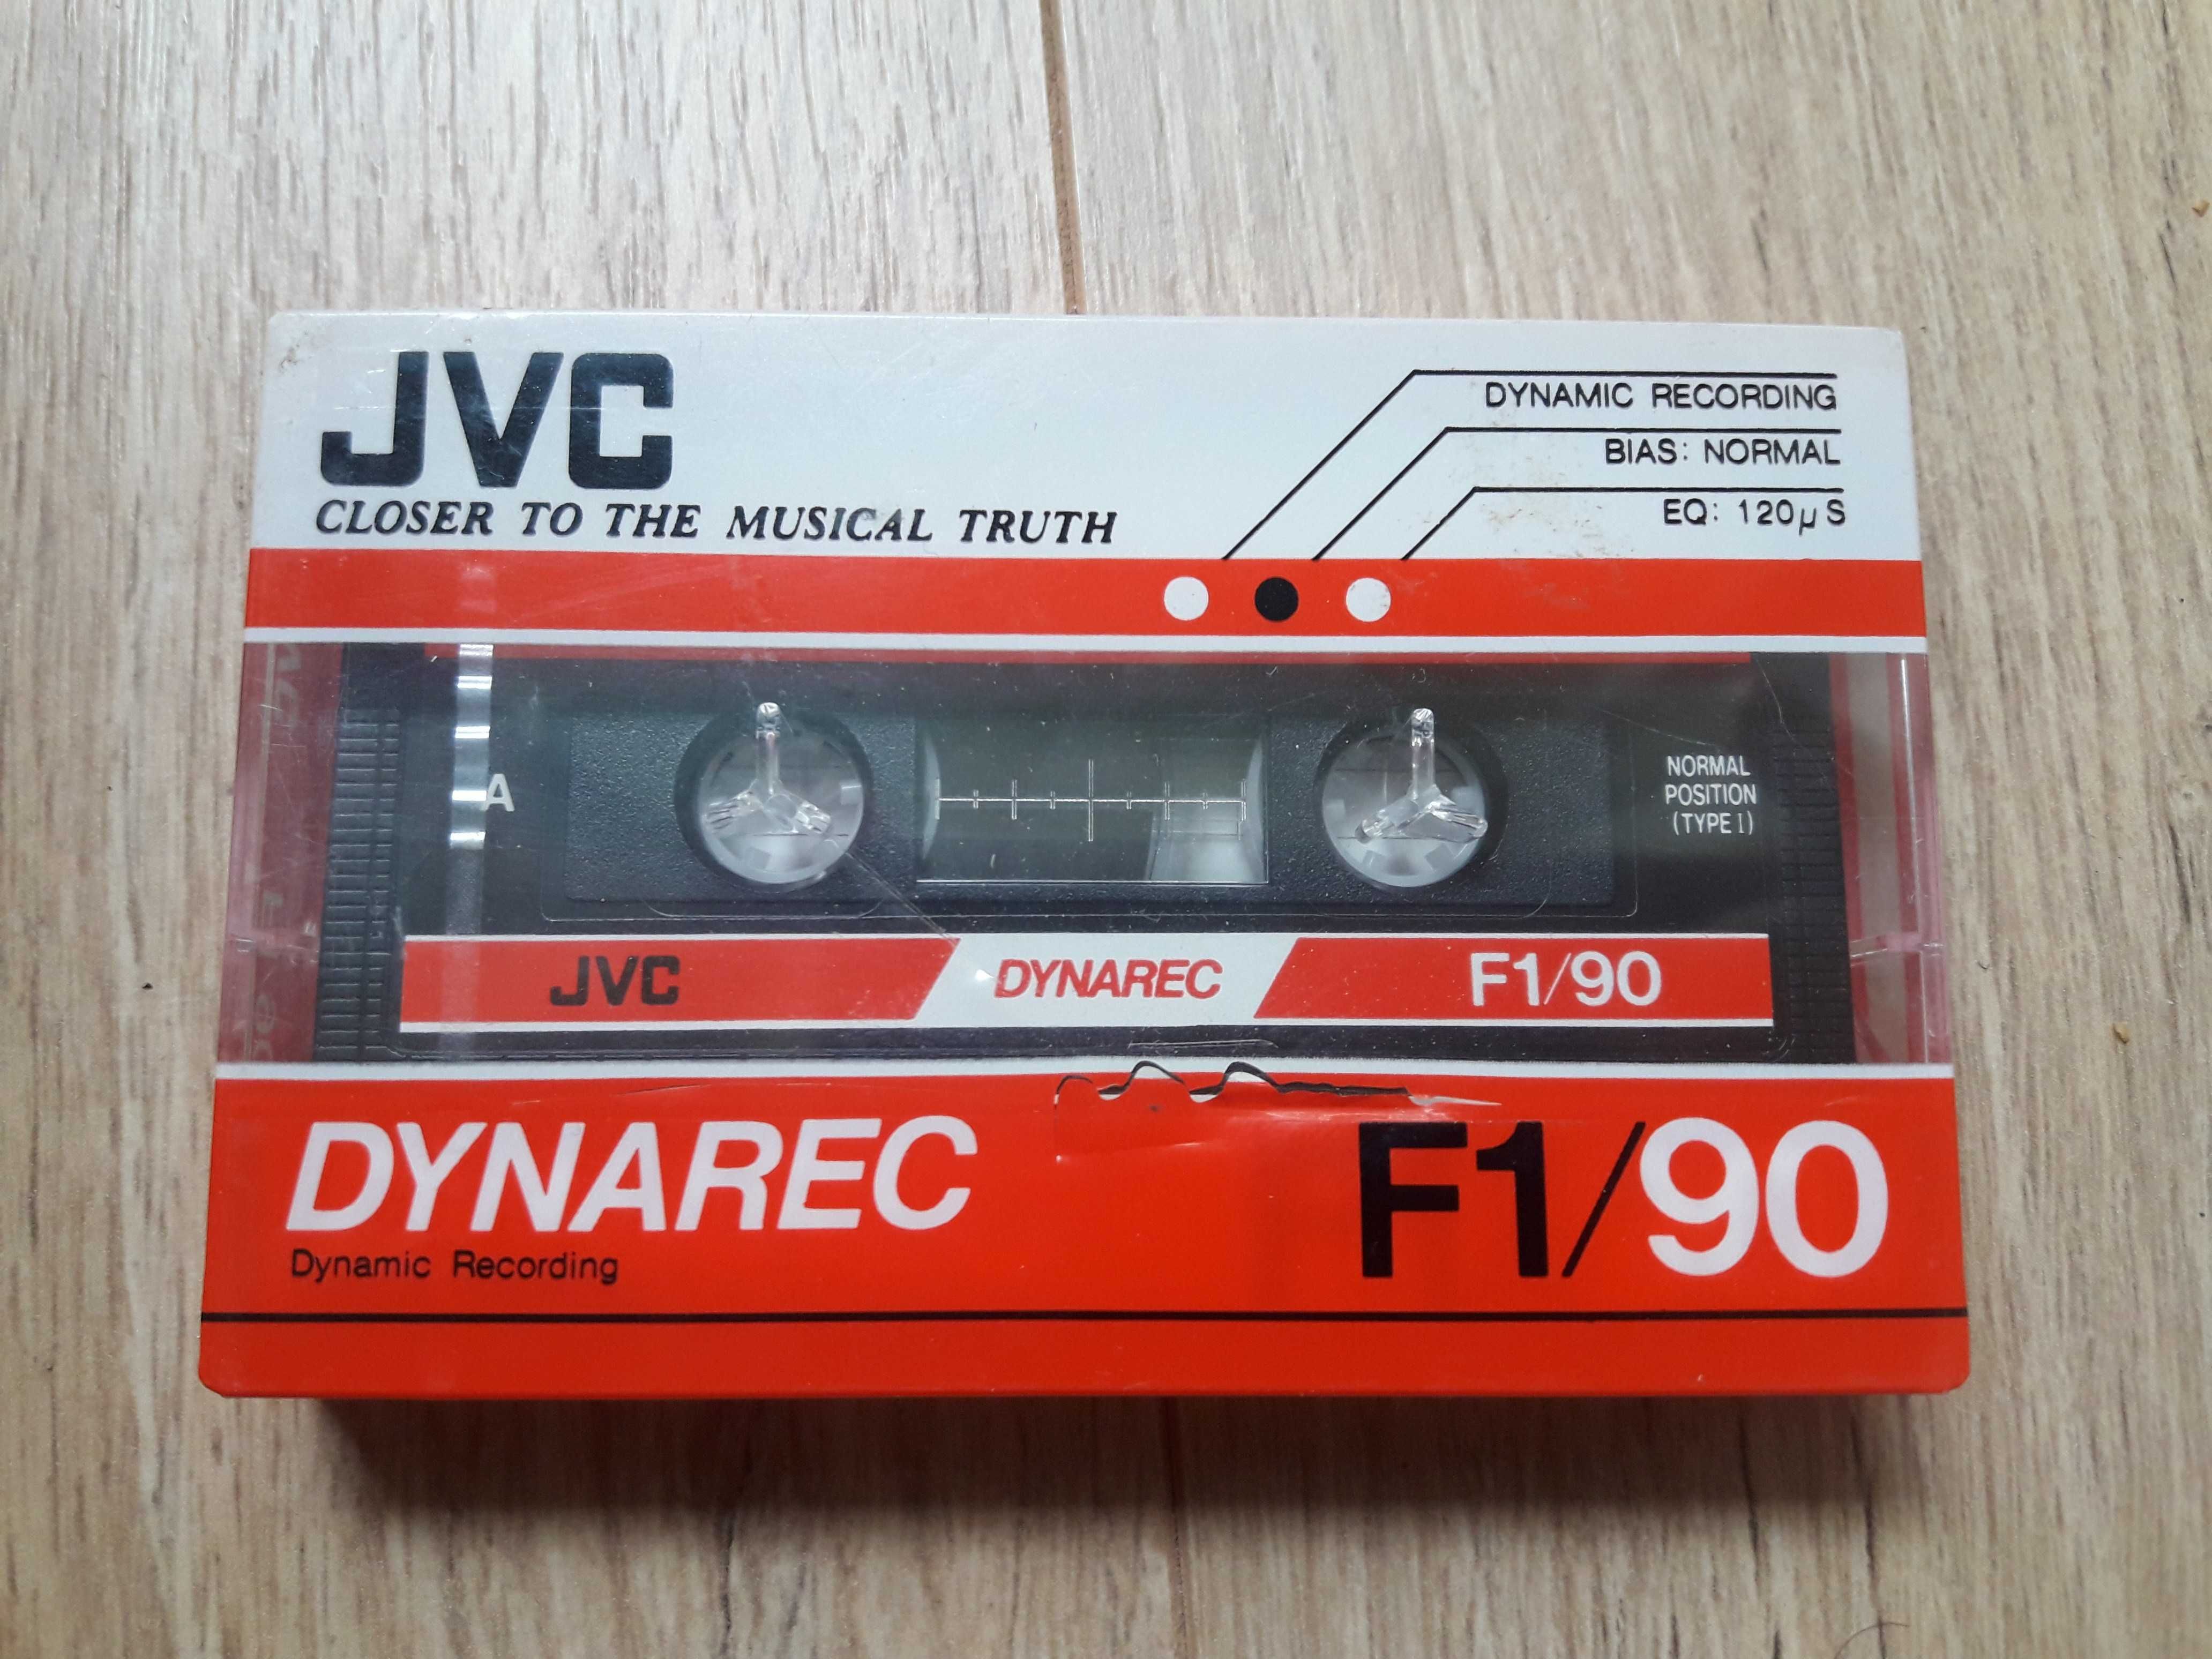 JVC
CLOSER TO THE MUSICAL TRUTH
DYNAMIC RECORDING
BIAS: NORMAL
EQ: 120μS
A
NORMAL
POSITION
(TYPE I)
JVC DYNAREC F1/90
DYNAREC
Dynamic Recording
F1/90